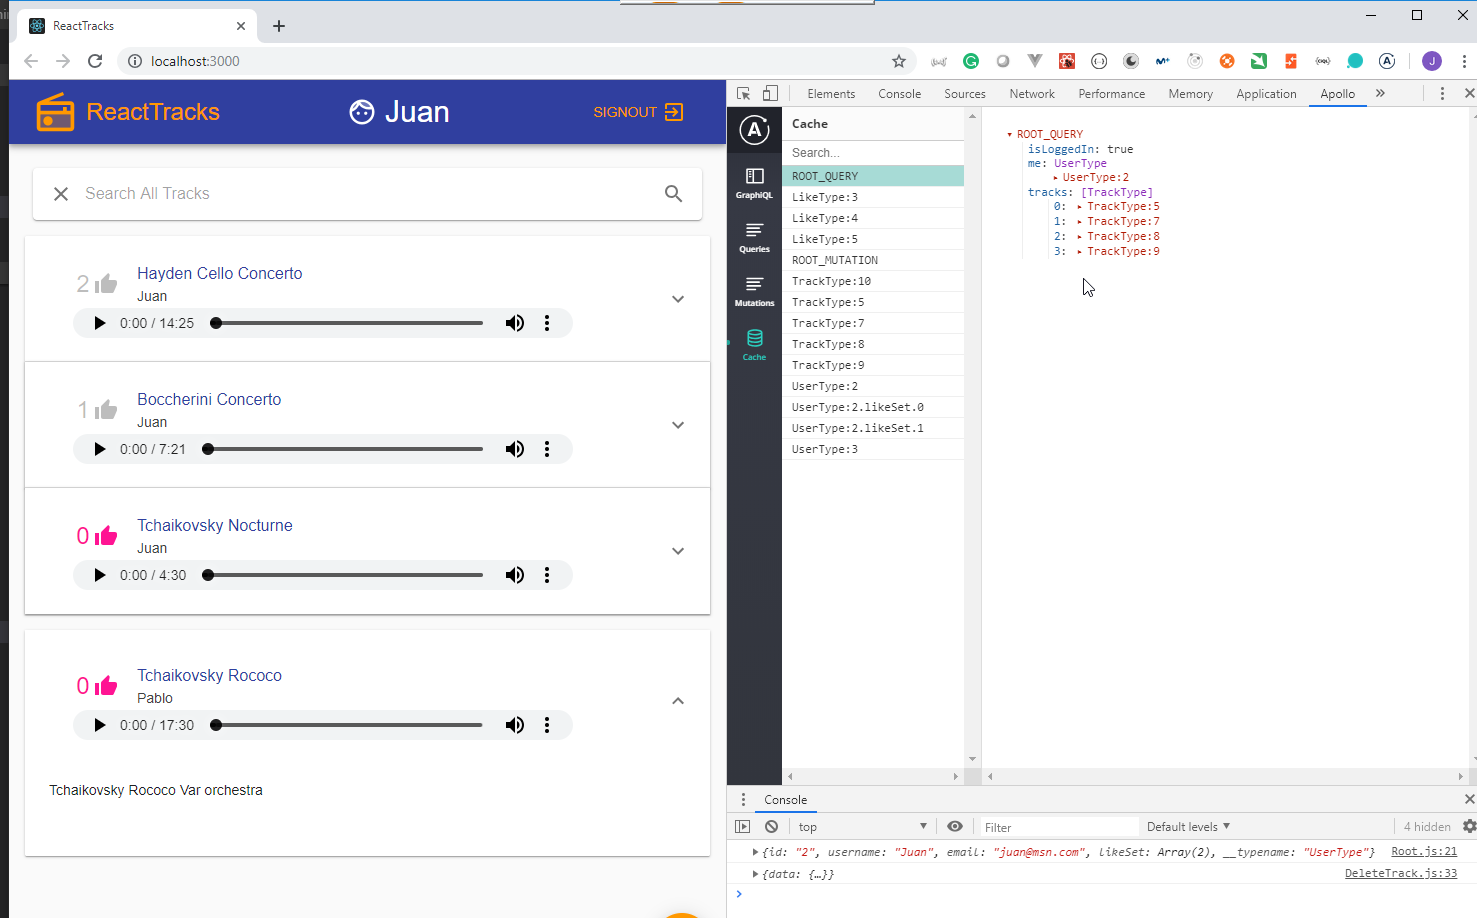 ReactTracks
localhost:3000
ReactTracks
Juan
SIGNOUT
Search All Tracks
2
Hayden Cello Concerto
Juan
0:00 / 14:25
1
Boccherini Concerto
Juan
0:00 / 7:21
0
Tchaikovsky Nocturne
Juan
0:00 / 4:30
0
Tchaikovsky Rococo
Pablo
0:00 / 17:30
Tchaikovsky Rococo Var orchestra
Elements Console Sources Network Performance Memory Application Apollo »
A
GraphiQL
Queries
Mutations
Cache
Cache
Search...
ROOT_QUERY
LikeType:3
LikeType:4
LikeType:5
ROOT_MUTATION
TrackType:10
TrackType:5
TrackType:7
TrackType:8
TrackType:9
UserType:2
UserType:2.likeSet.0
UserType:2.likeSet.1
UserType:3
ROOT_QUERY
isLoggedIn: true
me: UserType
UserType:2
tracks: [TrackType]
0: TrackType:5
1: TrackType:7
2: TrackType:8
3: TrackType:9
Console
top Filter Default levels 4 hidden
{id: "2", username: "Juan", email: "juan@msn.com", likeSet: Array(2), __typename: "UserType"} Root.js:21
{data: {…}} DeleteTrack.js:33